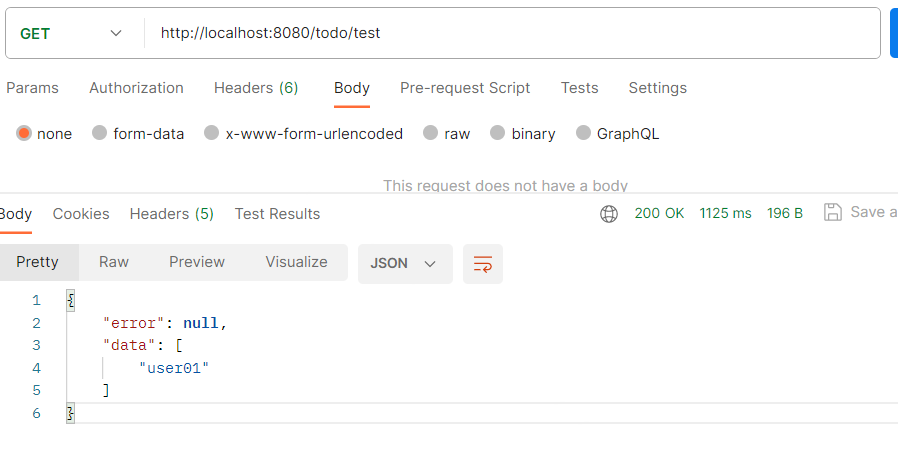 GET http://localhost:8080/todo/test
Params Authorization Headers (6) Body Pre-request Script Tests Settings
none form-data x-www-form-urlencoded raw binary GraphQL
This request does not have a body
Body Cookies Headers (5) Test Results 200 OK 1125 ms 196 B Save a
Pretty Raw Preview Visualize JSON
1 {
2 "error": null,
3 "data": [
4 "user01"
5 ]
6 }